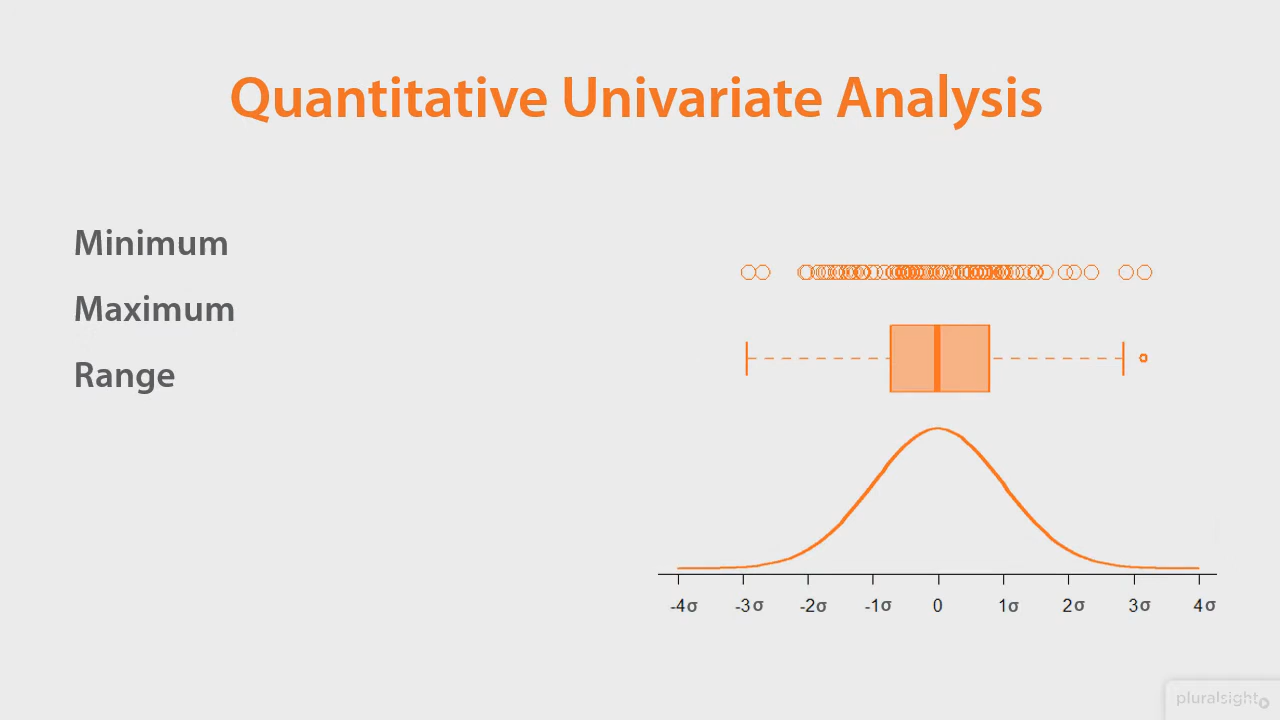 Quantitative Univariate Analysis
Minimum
Maximum
Range
-4σ -3σ -2σ -1σ 0 1σ 2σ 3σ 4σ
pluralsight